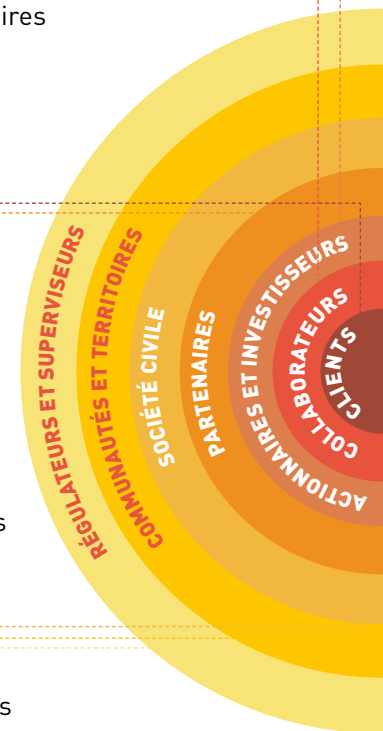 ires
RÉGULATEURS ET SUPERVISEURS
COMMUNAUTÉS ET TERRITOIRES
SOCIÉTÉ CIVILE
PARTENAIRES
ACTIONNAIRES ET INVESTISSEURS
COLLABORATEURS
CLIENTS
s
s